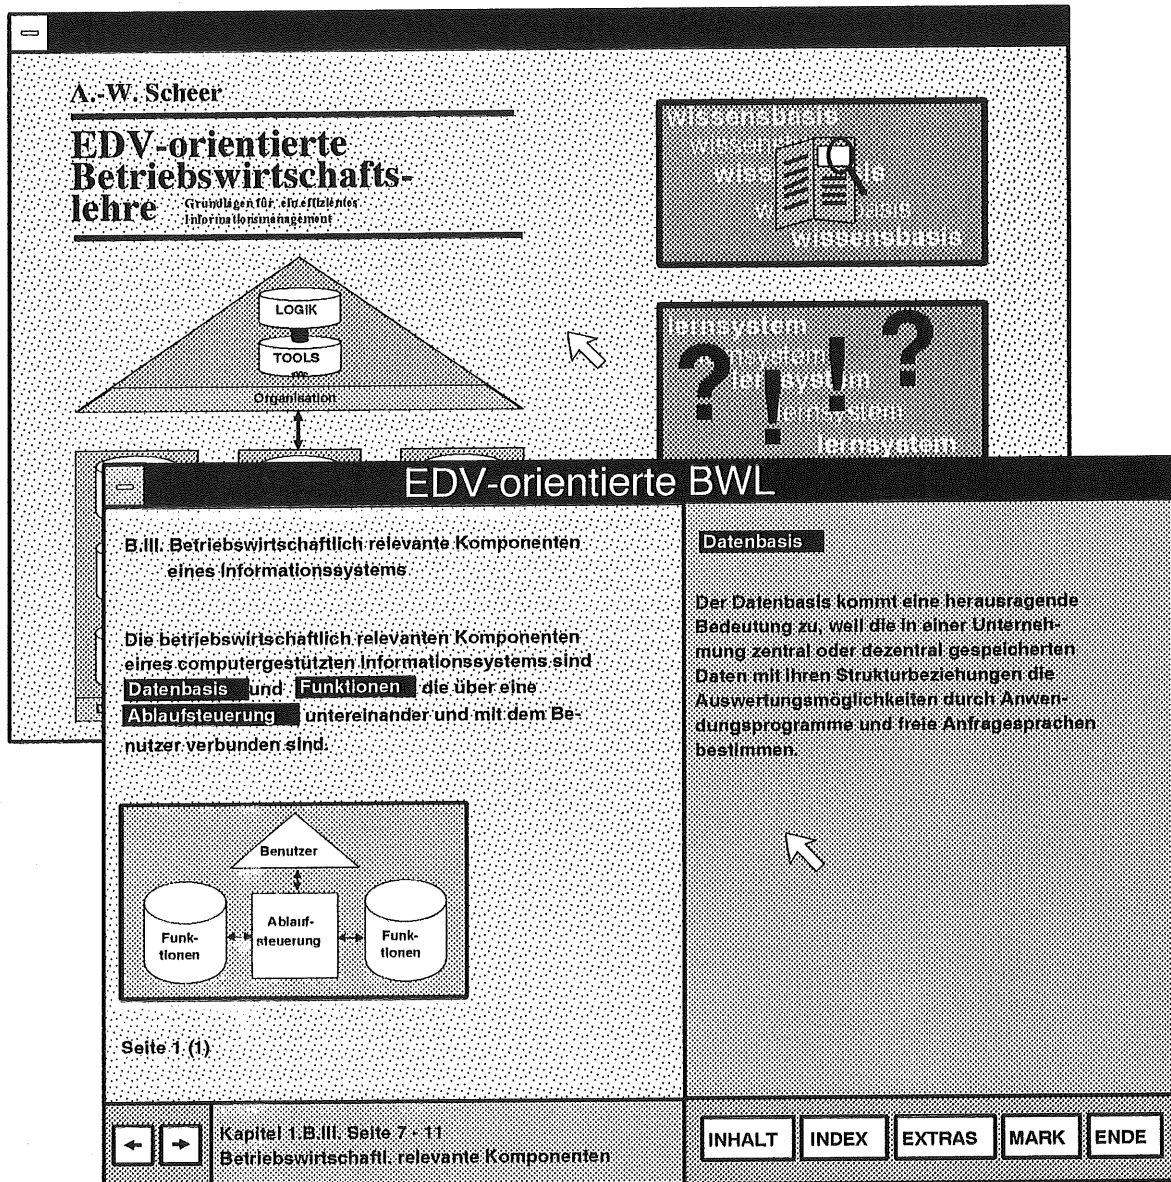 A.-W. Scheer
EDV-orientierte
Betriebswirtschafts-
lehre
Grundlagen für ein effizientes
Informationsmanagement
LOGIK
TOOLS
Organisation
wissensbasis
wissensbasis
lernsystem
lernsystem
lernsystem
lernsystem
EDV-orientierte BWL
B.III. Betriebswirtschaftlich relevante Komponenten
eines Informationssystems
Die betriebswirtschaftlich relevanten Komponenten
eines computergestützten Informationssystems sind
Datenbasis und Funktionen die über eine
Ablaufsteuerung untereinander und mit dem Be-
nutzer verbunden sind.
Benutzer
Funk-
tionen
Ablauf-
steuerung
Funk-
tionen
Seite 1 (1)
Datenbasis
Der Datenbasis kommt eine herausragende
Bedeutung zu, weil die in einer Unterneh-
mung zentral oder dezentral gespeicherten
Daten mit ihren Strukturbeziehungen die
Auswertungsmöglichkeiten durch Anwen-
dungsprogramme und freie Anfragesprachen
bestimmen.
Kapitel 1.B.III. Seite 7 - 11
Betriebswirtschaftl. relevante Komponenten
INHALT INDEX EXTRAS MARK ENDE